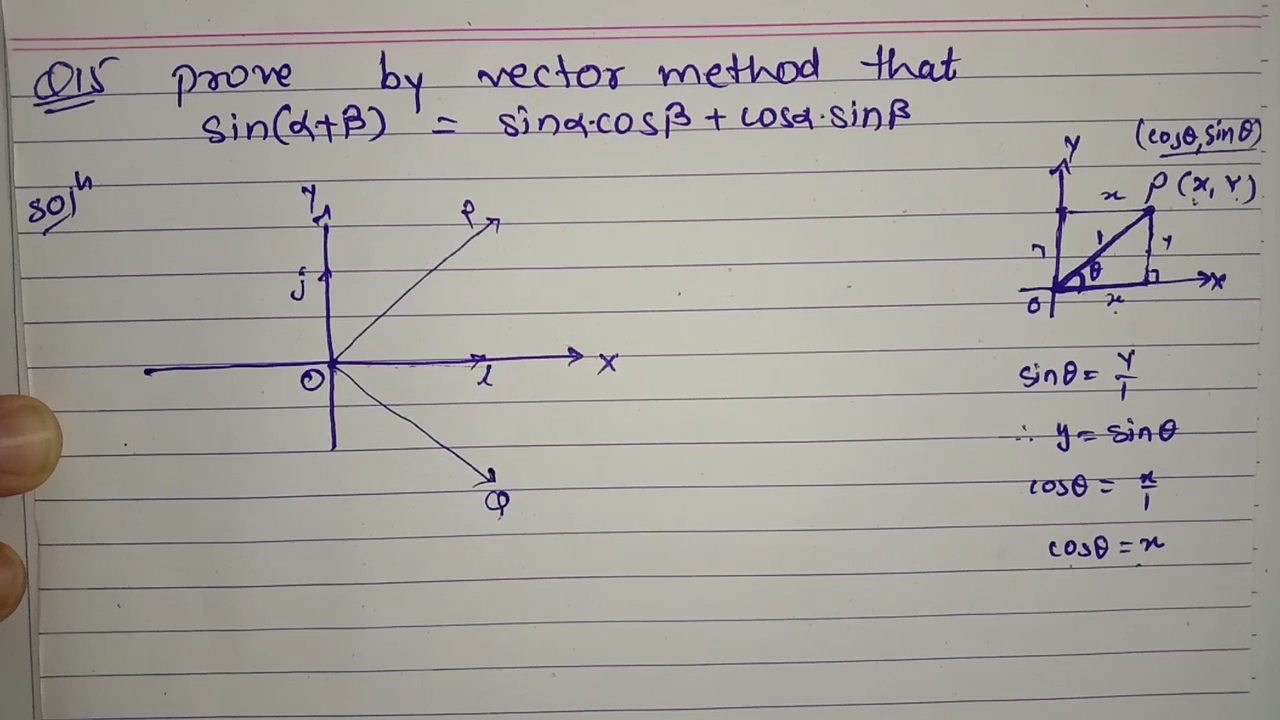 Q15 prove by vector method that
sin(α+β) = sinα·cosβ + cosα·sinβ
Soln
Y
P
j
O
i
X
Q
(cosθ, sinθ)
Y
x P (x, y)
y 1 y
θ
O x X
sinθ = y/1
∴ y = sinθ
cosθ = x/1
cosθ = x